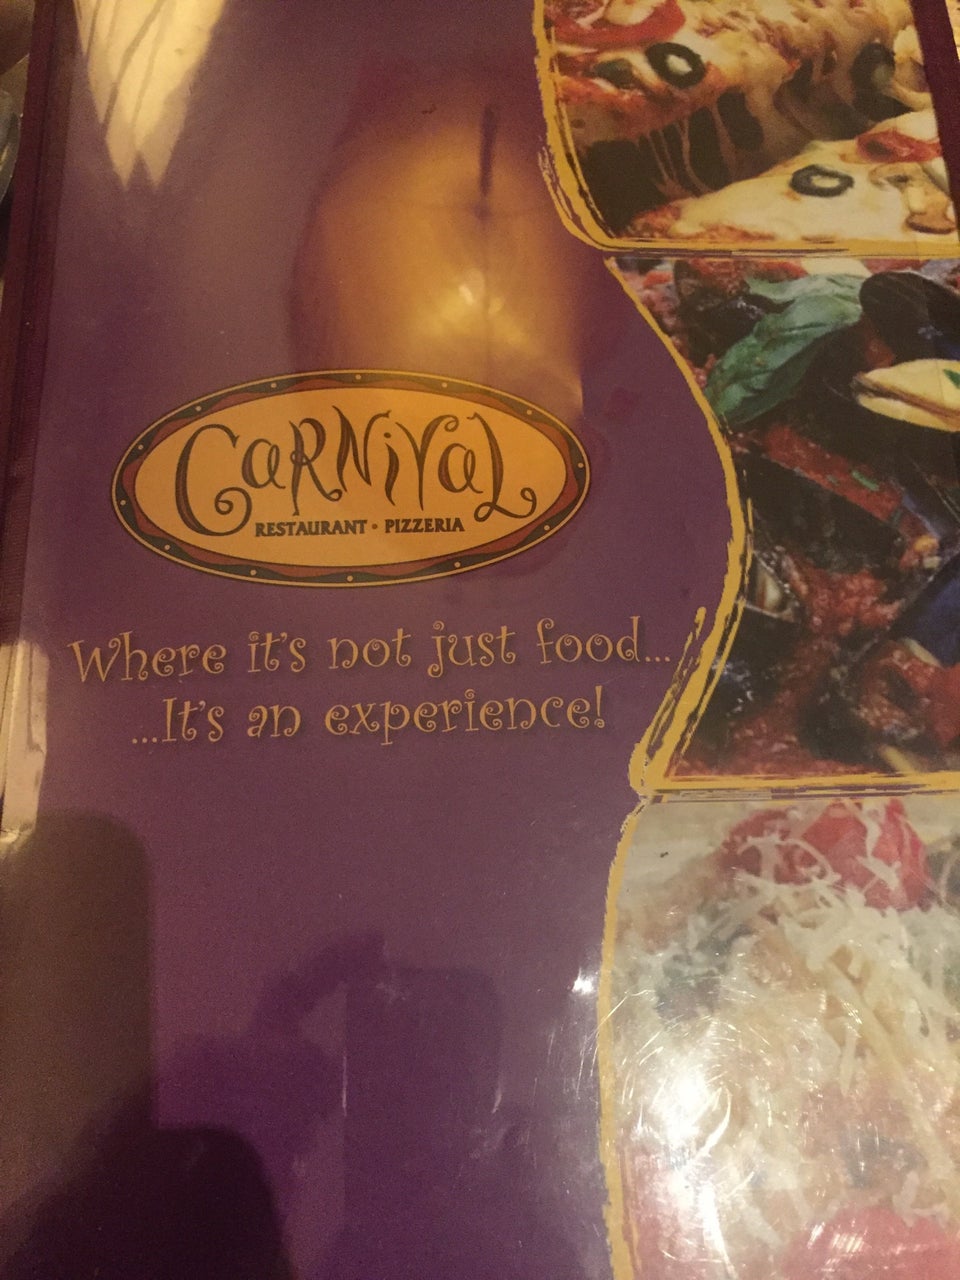 CARNiVaL
RESTAURANT • PIZZERIA
Where it's not just food...
...It's an experience!